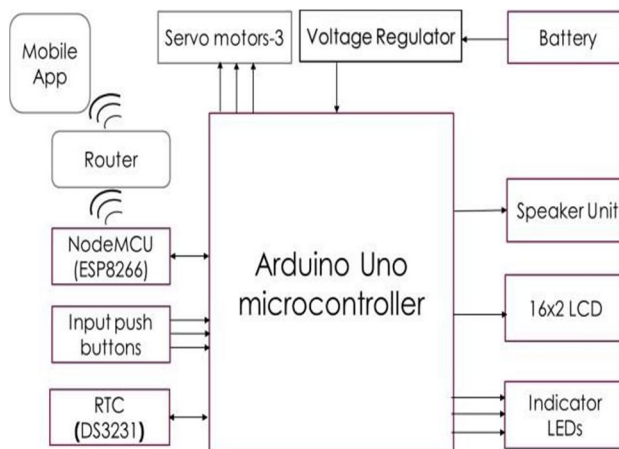 Mobile
App
Servo motors-3
Voltage Regulator
Battery
Router
NodeMCU
(ESP8266)
Input push
buttons
RTC
(DS3231)
Arduino Uno
microcontroller
Speaker Unit
16x2 LCD
Indicator
LEDs